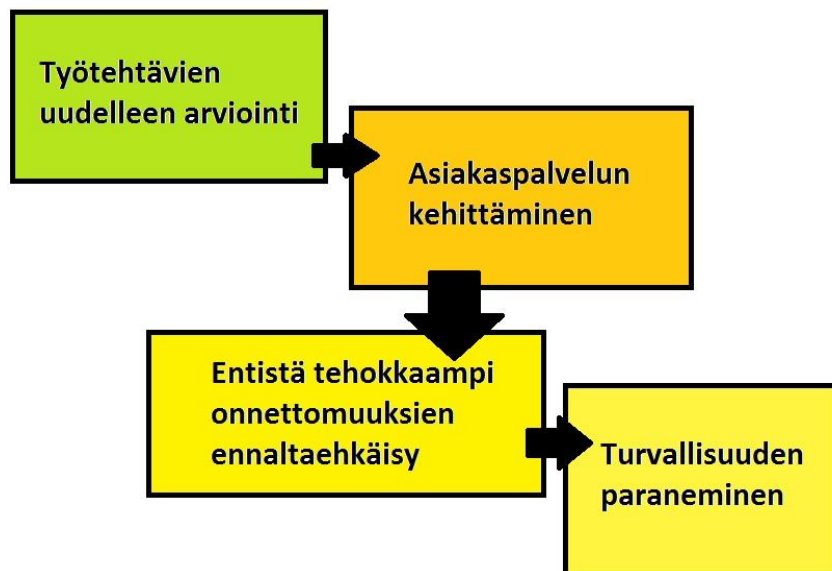 Työtehtävien
uudelleen arviointi
Asiakaspalvelun
kehittäminen
Entistä tehokkaampi
onnettomuuksien
ennaltaehkäisy
Turvallisuuden
paraneminen